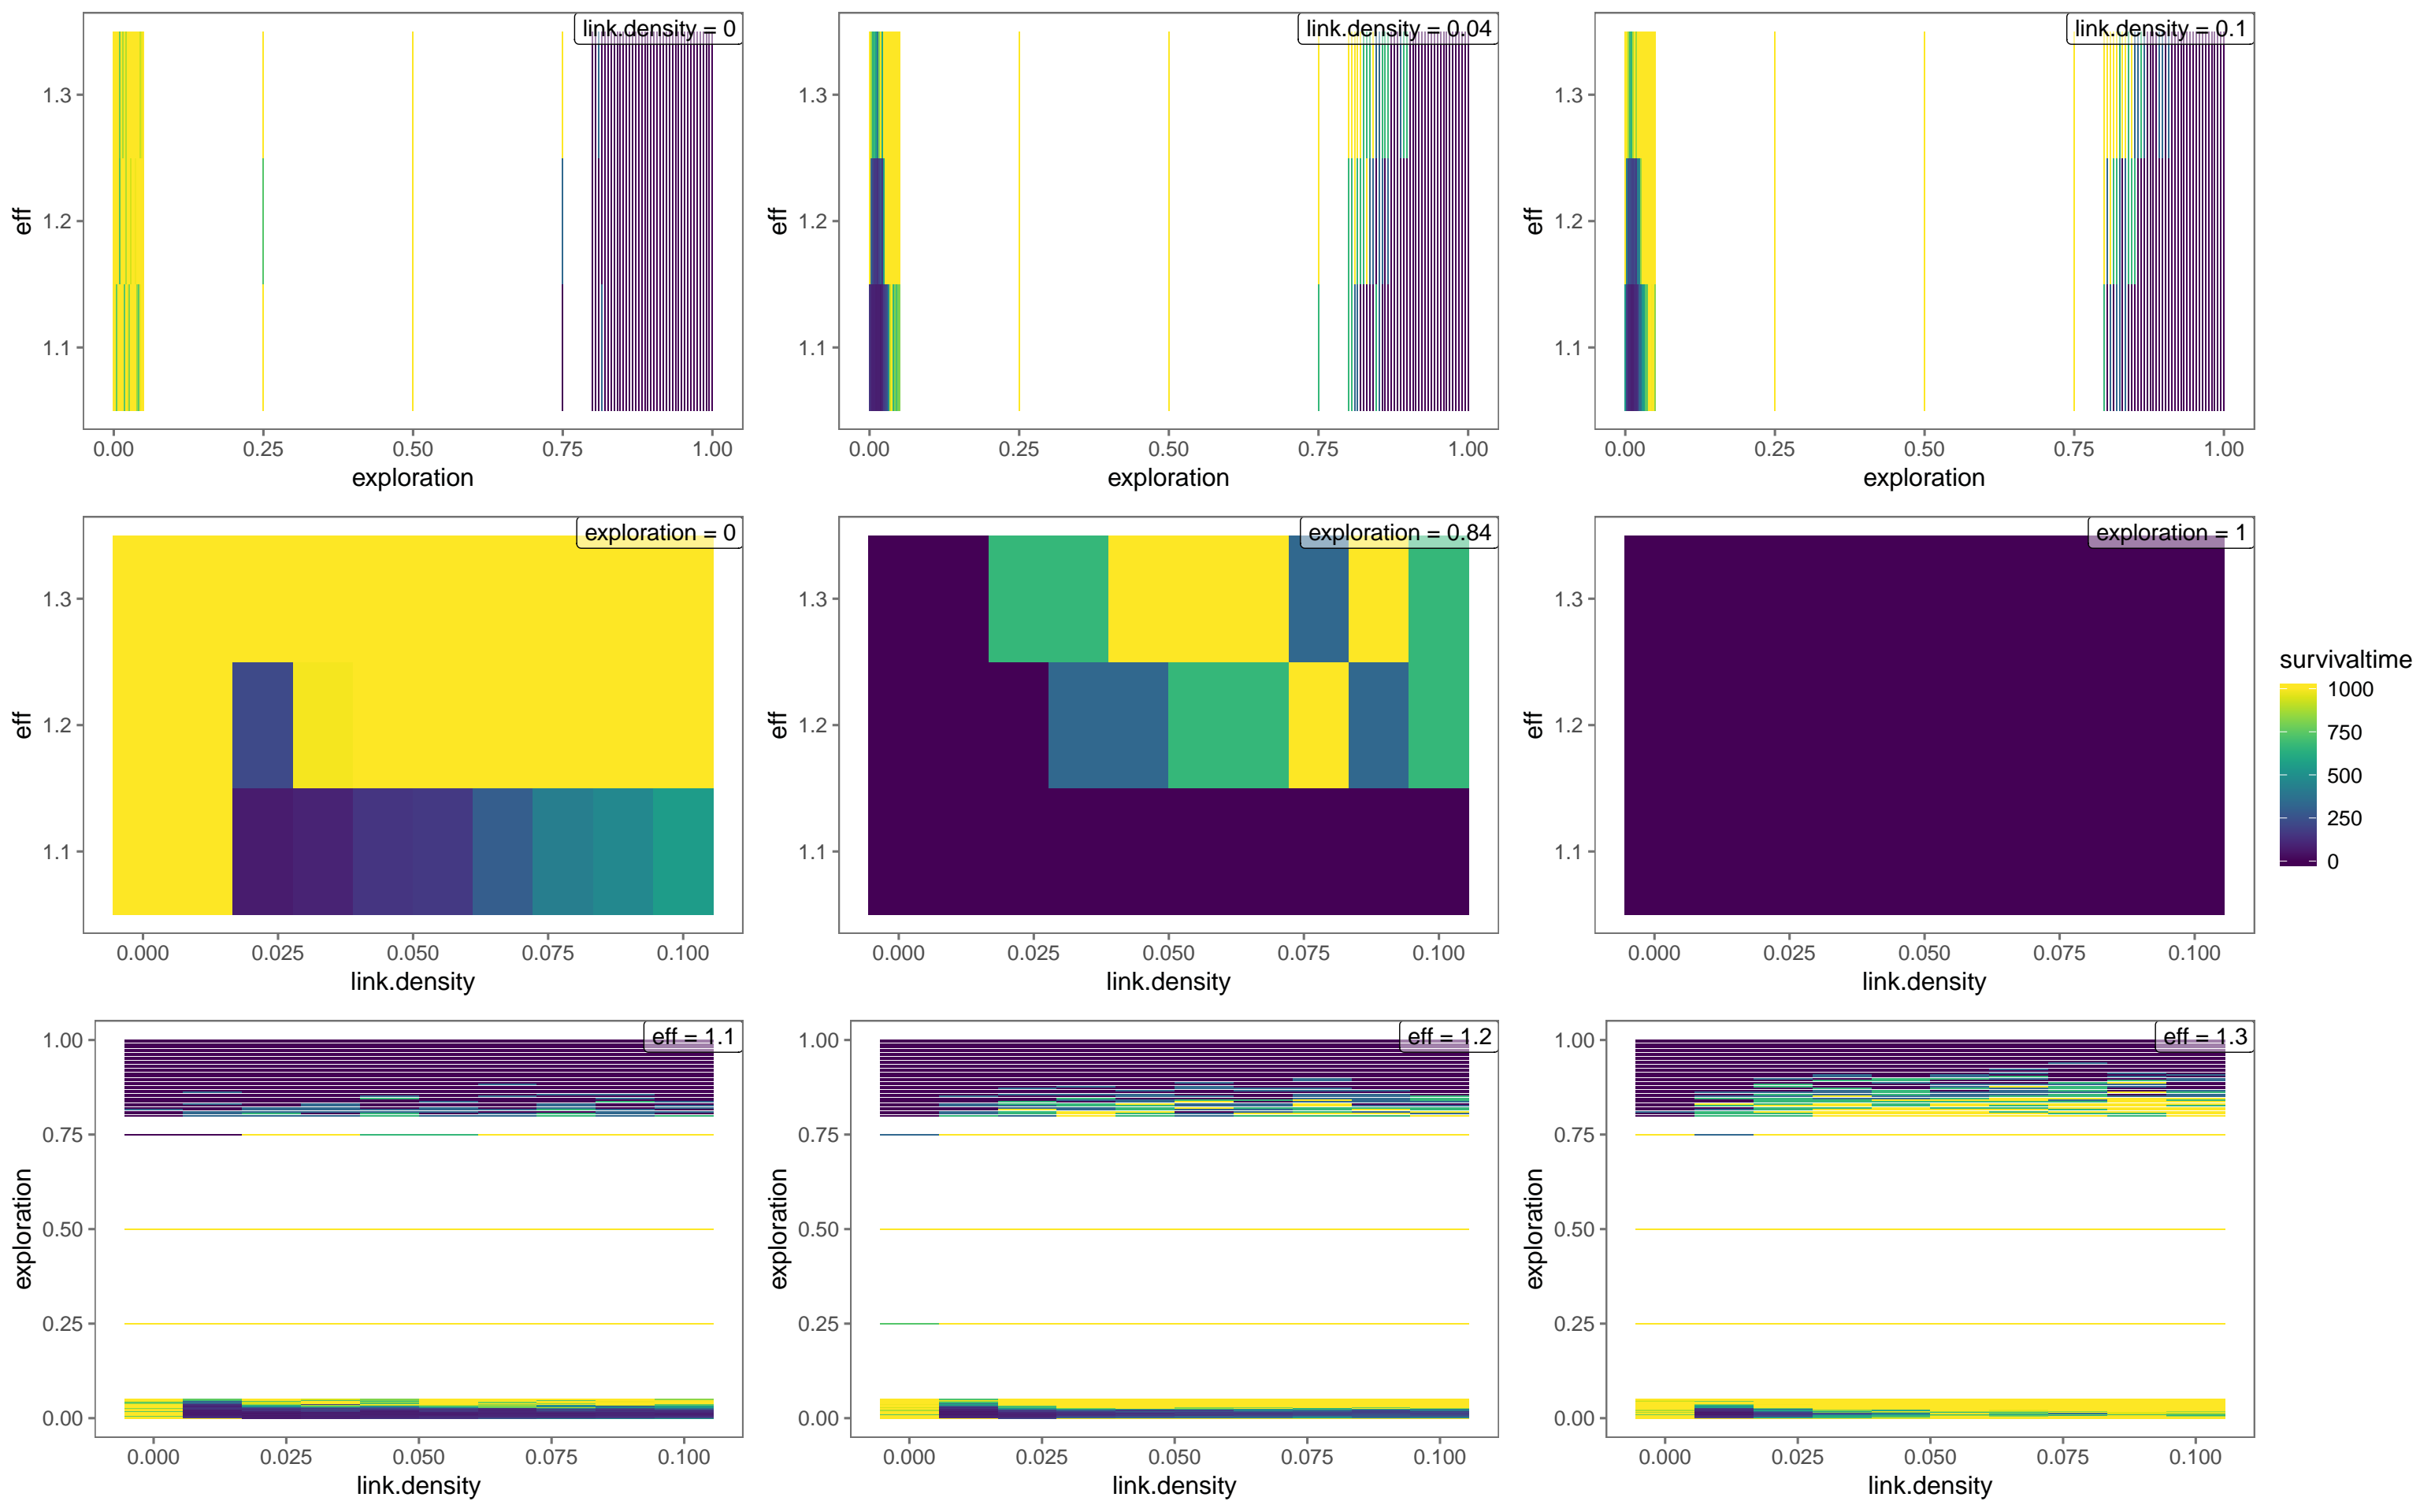 link.density = 0
link.density = 0.04
link.density = 0.1
eff
1.3
1.2
1.1
eff
1.3
1.2
1.1
eff
1.3
1.2
1.1
0.00 0.25 0.50 0.75 1.00
0.00 0.25 0.50 0.75 1.00
0.00 0.25 0.50 0.75 1.00
exploration
exploration
exploration
exploration = 0
exploration = 0.84
exploration = 1
eff
1.3
1.2
1.1
eff
1.3
1.2
1.1
eff
1.3
1.2
1.1
0.000 0.025 0.050 0.075 0.100
0.000 0.025 0.050 0.075 0.100
0.000 0.025 0.050 0.075 0.100
link.density
link.density
link.density
survivaltime
1000
750
500
250
0
eff = 1.1
eff = 1.2
eff = 1.3
exploration
1.00
0.75
0.50
0.25
0.00
exploration
1.00
0.75
0.50
0.25
0.00
exploration
1.00
0.75
0.50
0.25
0.00
0.000 0.025 0.050 0.075 0.100
0.000 0.025 0.050 0.075 0.100
0.000 0.025 0.050 0.075 0.100
link.density
link.density
link.density